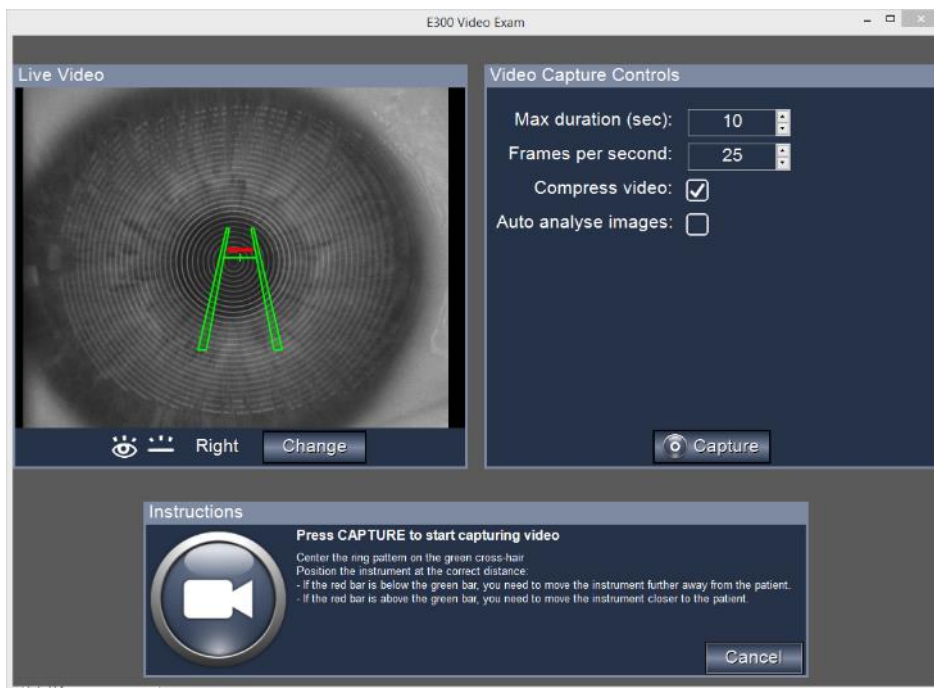 E300 Video Exam
Live Video
Right
Change
Video Capture Controls
Max duration (sec): 10
Frames per second: 25
Compress video:
Auto analyse images:
Capture
Instructions
Press CAPTURE to start capturing video
Center the ring pattern on the green cross-hair
Position the instrument at the correct distance:
- If the red bar is below the green bar, you need to move the instrument further away from the patient.
- If the red bar is above the green bar, you need to move the instrument closer to the patient.
Cancel